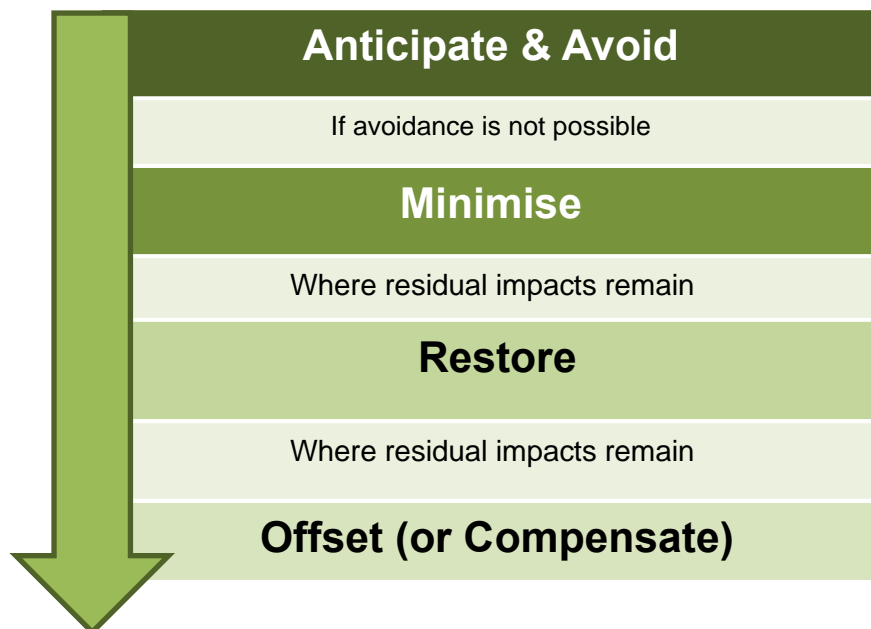 Anticipate & Avoid
If avoidance is not possible
Minimise
Where residual impacts remain
Restore
Where residual impacts remain
Offset (or Compensate)